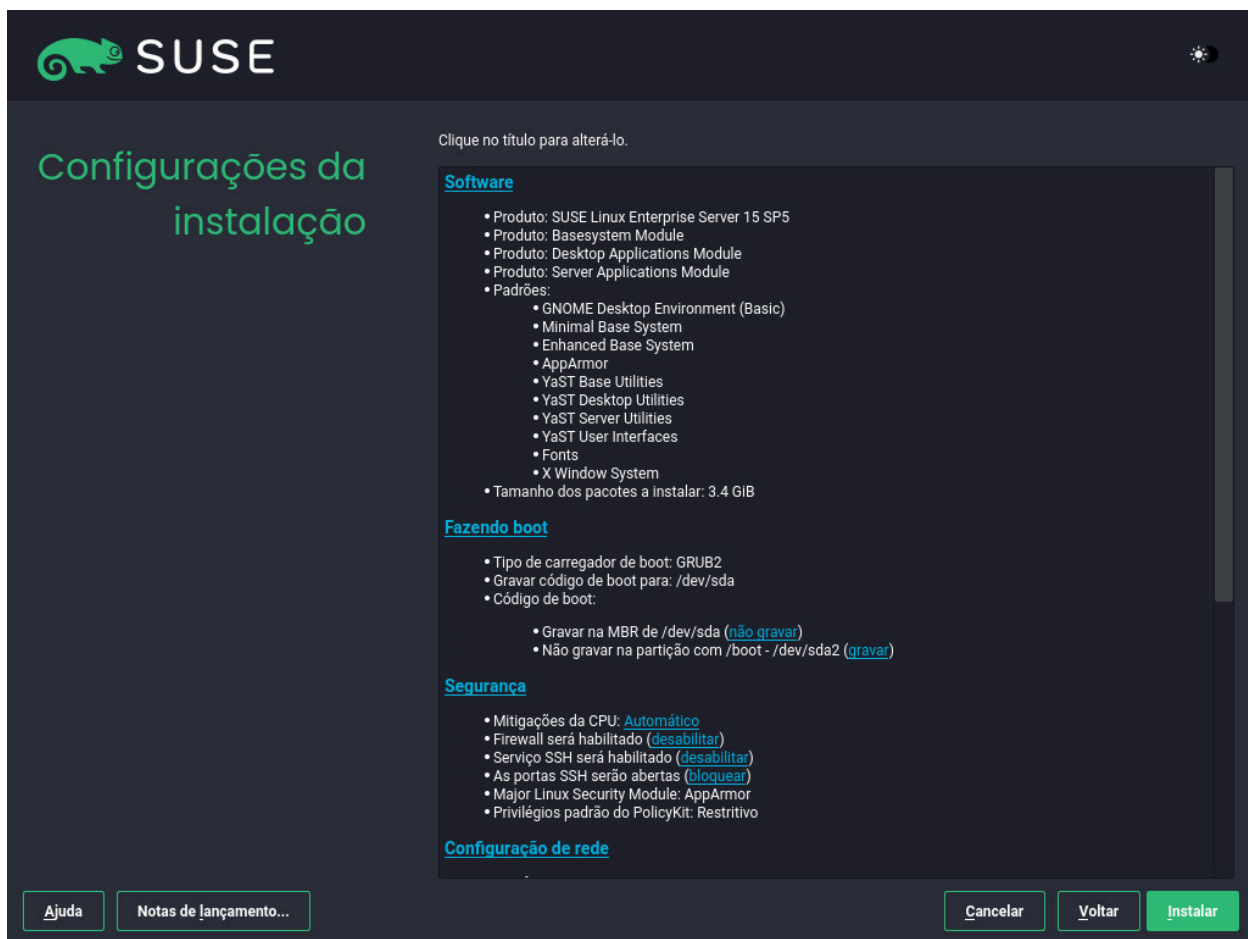 SUSE
Configurações da
instalação
Clique no título para alterá-lo.
Software
• Produto: SUSE Linux Enterprise Server 15 SP5
• Produto: Basesystem Module
• Produto: Desktop Applications Module
• Produto: Server Applications Module
• Padrões:
• GNOME Desktop Environment (Basic)
• Minimal Base System
• Enhanced Base System
• AppArmor
• YaST Base Utilities
• YaST Desktop Utilities
• YaST Server Utilities
• YaST User Interfaces
• Fonts
• X Window System
• Tamanho dos pacotes a instalar: 3.4 GiB
Fazendo boot
• Tipo de carregador de boot: GRUB2
• Gravar código de boot para: /dev/sda
• Código de boot:
• Gravar na MBR de /dev/sda (não gravar)
• Não gravar na partição com /boot - /dev/sda2 (gravar)
Segurança
• Mitigações da CPU: Automático
• Firewall será habilitado (desabilitar)
• Serviço SSH será habilitado (desabilitar)
• As portas SSH serão abertas (bloquear)
• Major Linux Security Module: AppArmor
• Privilégios padrão do PolicyKit: Restritivo
Configuração de rede
Ajuda
Notas de lançamento...
Cancelar
Voltar
Instalar